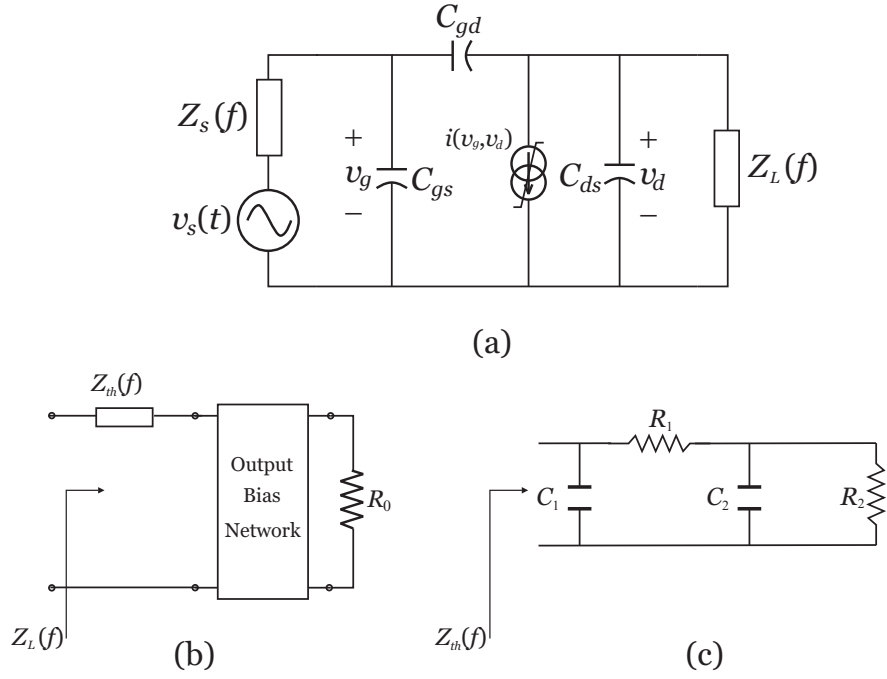 C_gd
Z_s(f)
+
v_g
−
C_gs
v_s(t)
i(v_g,v_d)
C_ds
+
v_d
−
Z_L(f)
(a)
Z_th(f)
Output
Bias
Network
R_0
Z_L(f)
(b)
R_1
C_1
C_2
R_2
Z_th(f)
(c)